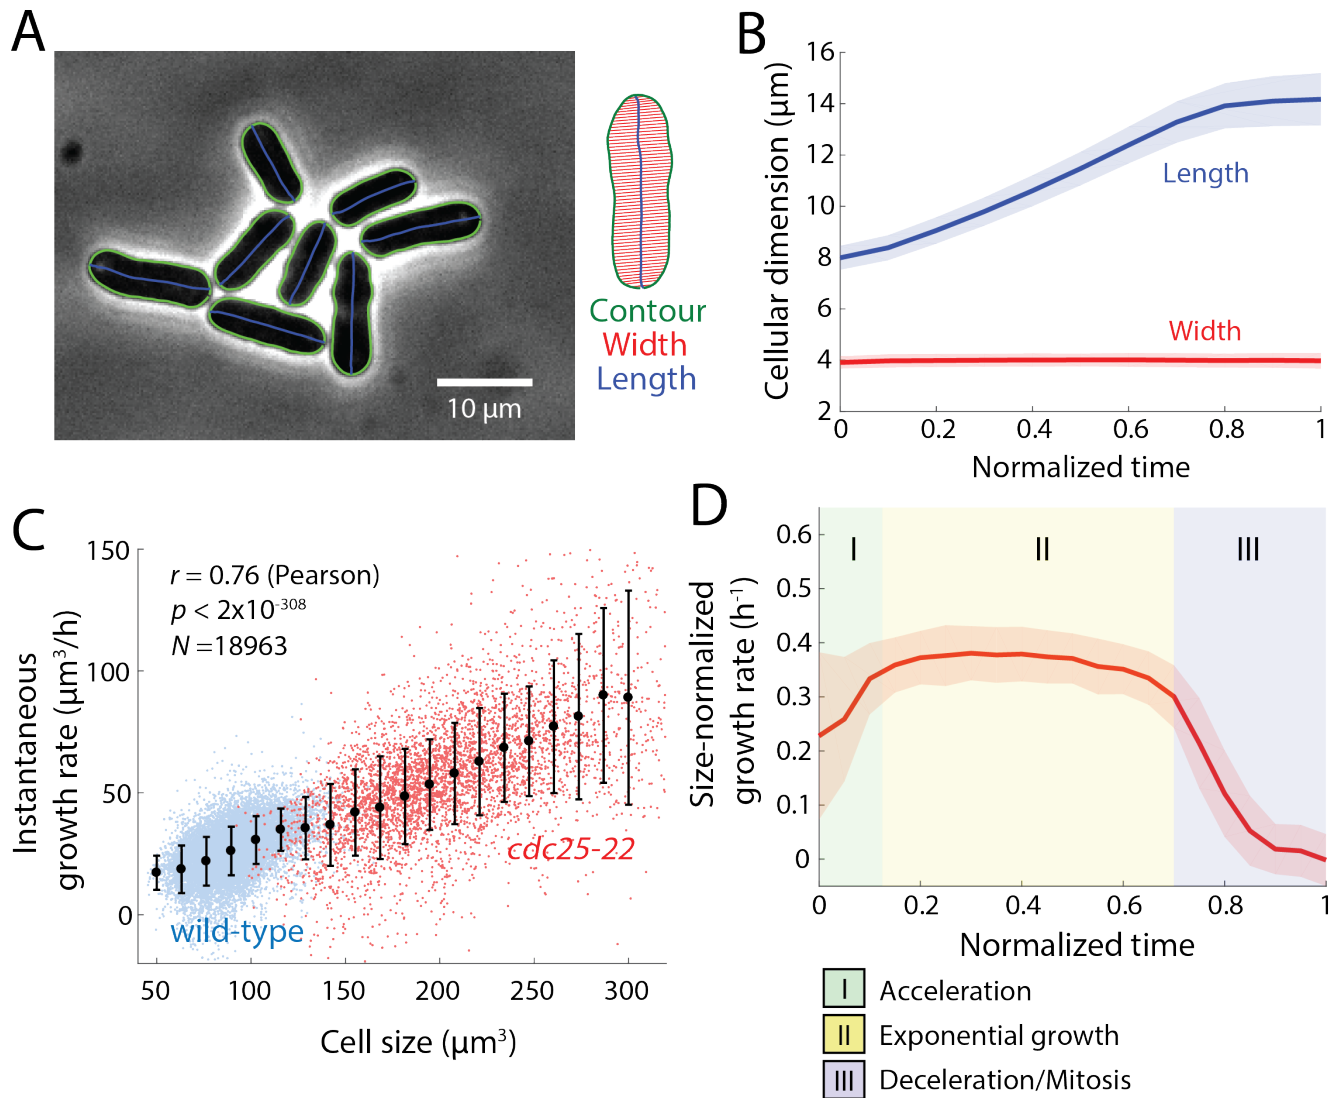 A
10 μm
Contour
Width
Length
B
Cellular dimension (μm)
16
14
12
10
8
6
4
2
Length
Width
0 0.2 0.4 0.6 0.8 1
Normalized time
C
Instantaneous
growth rate (μm³/h)
150
100
50
0
r = 0.76 (Pearson)
p < 2x10⁻³⁰⁸
N =18963
cdc25-22
wild-type
50 100 150 200 250 300
Cell size (μm³)
D
Size-normalized
growth rate (h⁻¹)
0.6
0.5
0.4
0.3
0.2
0.1
0
I II III
0 0.2 0.4 0.6 0.8 1
Normalized time
I Acceleration
II Exponential growth
III Deceleration/Mitosis